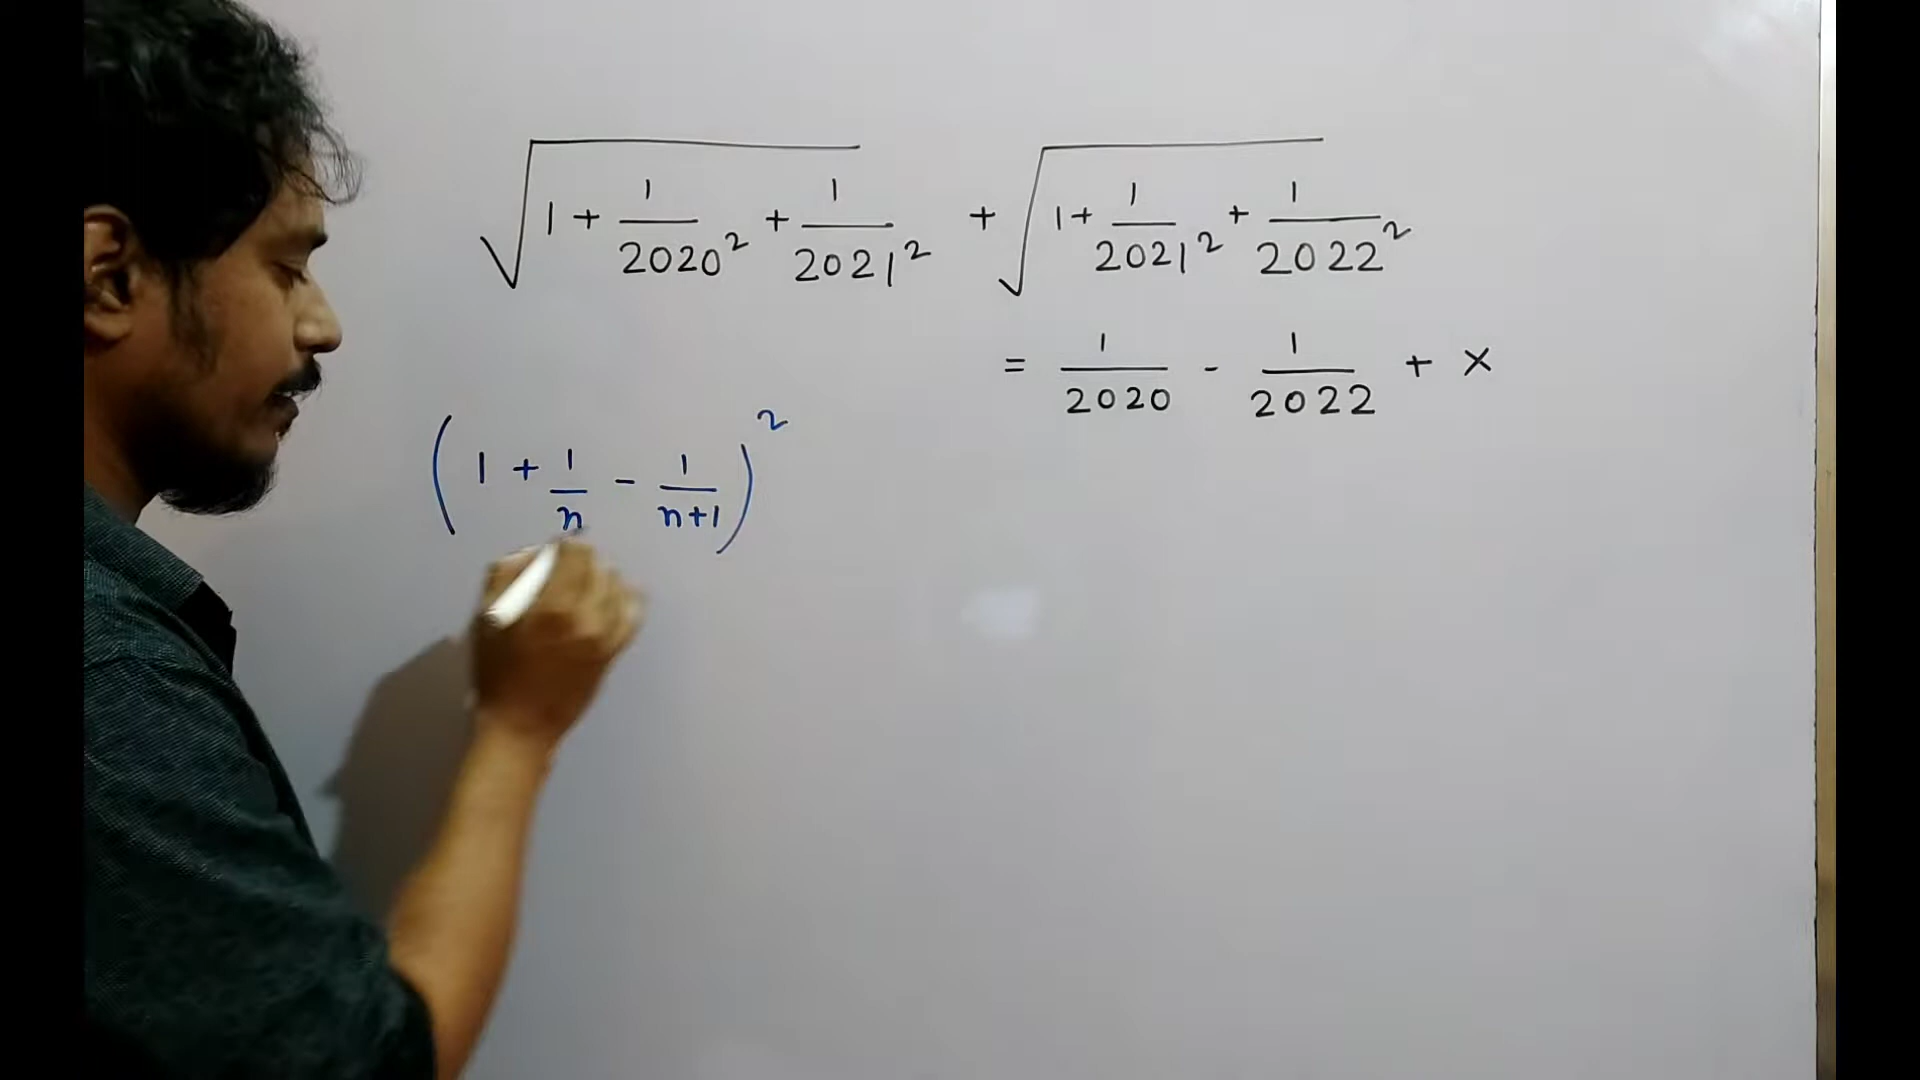 √(1 + 1/2020² + 1/2021²) + √(1 + 1/2021² + 1/2022²)
= 1/2020 - 1/2022 + x
(1 + 1/n - 1/(n+1))²